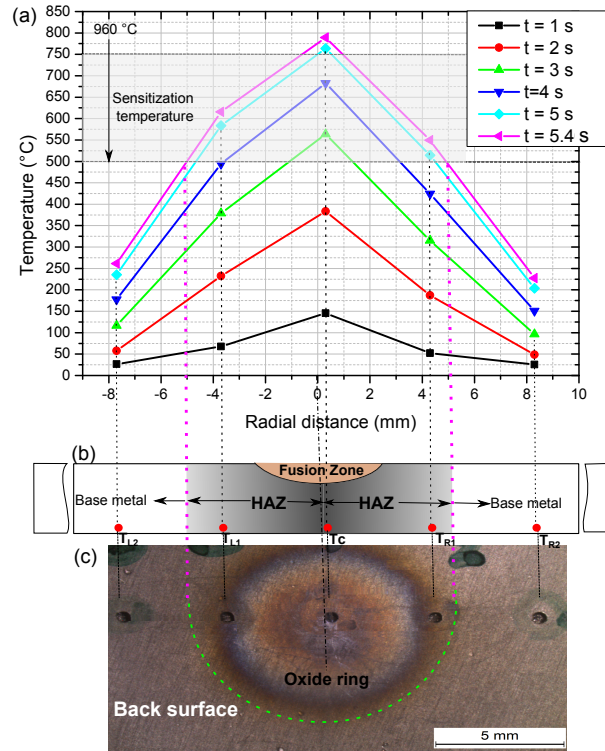 (a)
850
800
750
700
650
600
550
500
450
400
350
300
250
200
150
100
50
0
Temperature (°C)
960 °C
Sensitization
temperature
t = 1 s
t = 2 s
t = 3 s
t=4 s
t = 5 s
t = 5.4 s
-8 -6 -4 -2 0 2 4 6 8 10
Radial distance (mm)
(b)
Fusion Zone
Base metal HAZ HAZ Base metal
TL2 TL1 Tc TR1 TR2
(c)
Oxide ring
Back surface
5 mm